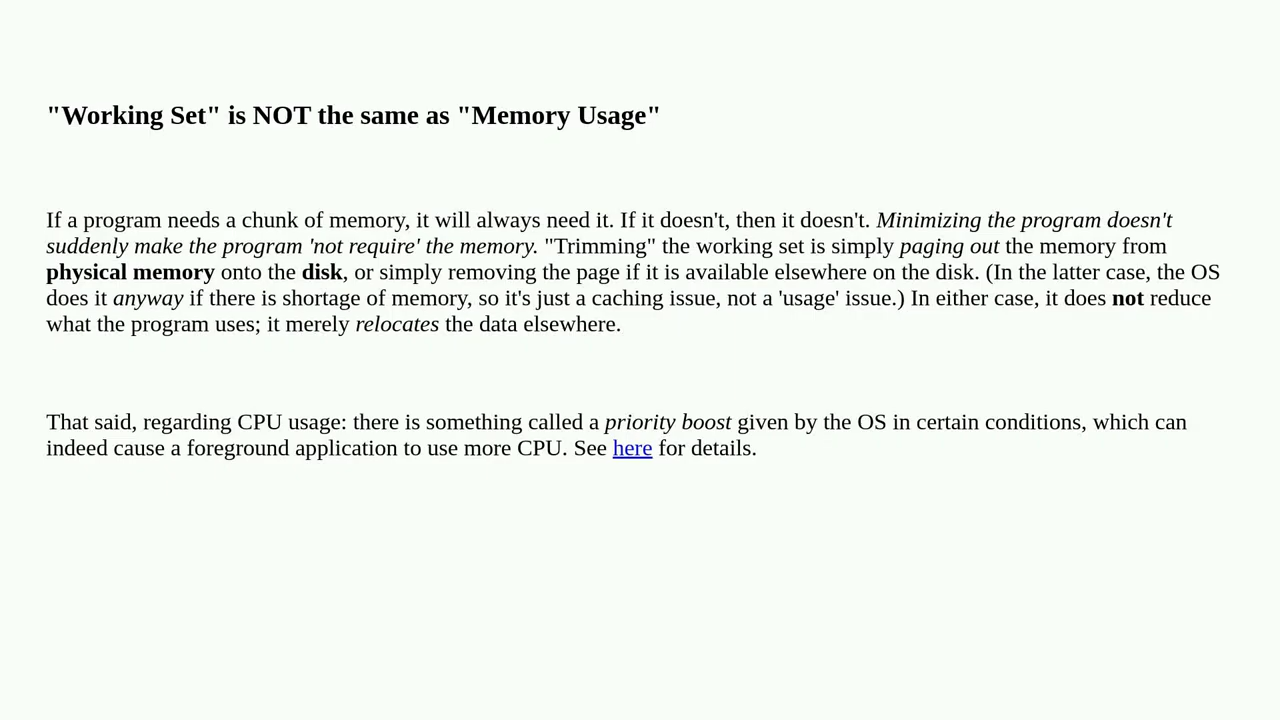 "Working Set" is NOT the same as "Memory Usage"
If a program needs a chunk of memory, it will always need it. If it doesn't, then it doesn't. Minimizing the program doesn't
suddenly make the program 'not require' the memory. "Trimming" the working set is simply paging out the memory from
physical memory onto the disk, or simply removing the page if it is available elsewhere on the disk. (In the latter case, the OS
does it anyway if there is shortage of memory, so it's just a caching issue, not a 'usage' issue.) In either case, it does not reduce
what the program uses; it merely relocates the data elsewhere.
That said, regarding CPU usage: there is something called a priority boost given by the OS in certain conditions, which can
indeed cause a foreground application to use more CPU. See here for details.